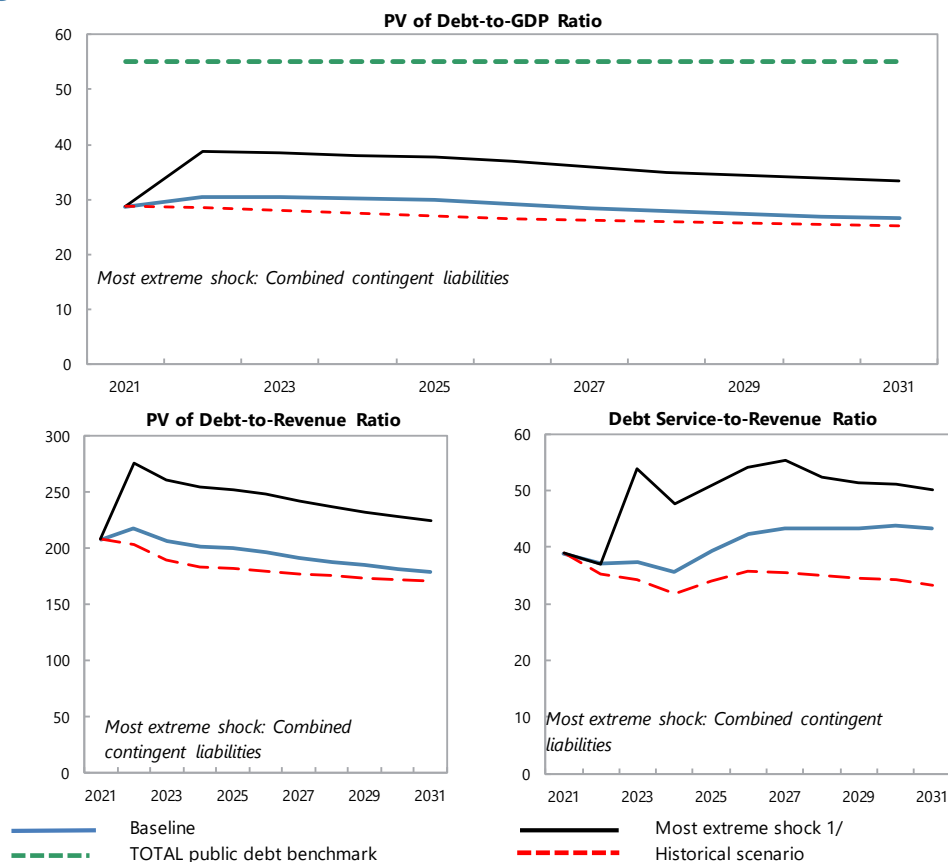 PV of Debt-to-GDP Ratio
60
50
40
30
20
10
0
Most extreme shock: Combined contingent liabilities
2021 2023 2025 2027 2029 2031
PV of Debt-to-Revenue Ratio
300
250
200
150
100
50
0
Most extreme shock: Combined
contingent liabilities
2021 2023 2025 2027 2029 2031
Debt Service-to-Revenue Ratio
60
50
40
30
20
10
0
Most extreme shock: Combined contingent
liabilities
2021 2023 2025 2027 2029 2031
Baseline
Most extreme shock 1/
TOTAL public debt benchmark
Historical scenario